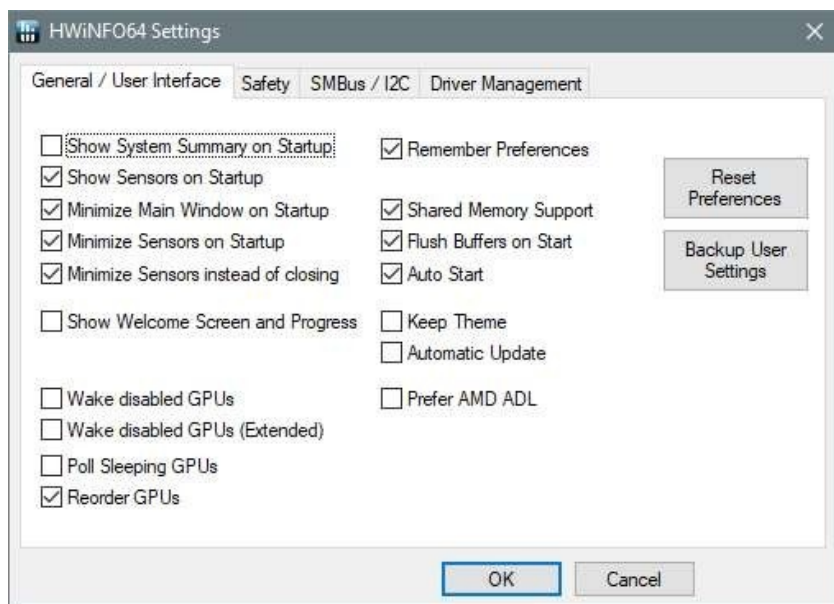 HWiNFO64 Settings
General / User Interface
Safety
SMBus / I2C
Driver Management
Show System Summary on Startup
Show Sensors on Startup
Minimize Main Window on Startup
Minimize Sensors on Startup
Minimize Sensors instead of closing
Show Welcome Screen and Progress
Wake disabled GPUs
Wake disabled GPUs (Extended)
Poll Sleeping GPUs
Reorder GPUs
Remember Preferences
Shared Memory Support
Flush Buffers on Start
Auto Start
Keep Theme
Automatic Update
Prefer AMD ADL
Reset
Preferences
Backup User
Settings
OK
Cancel